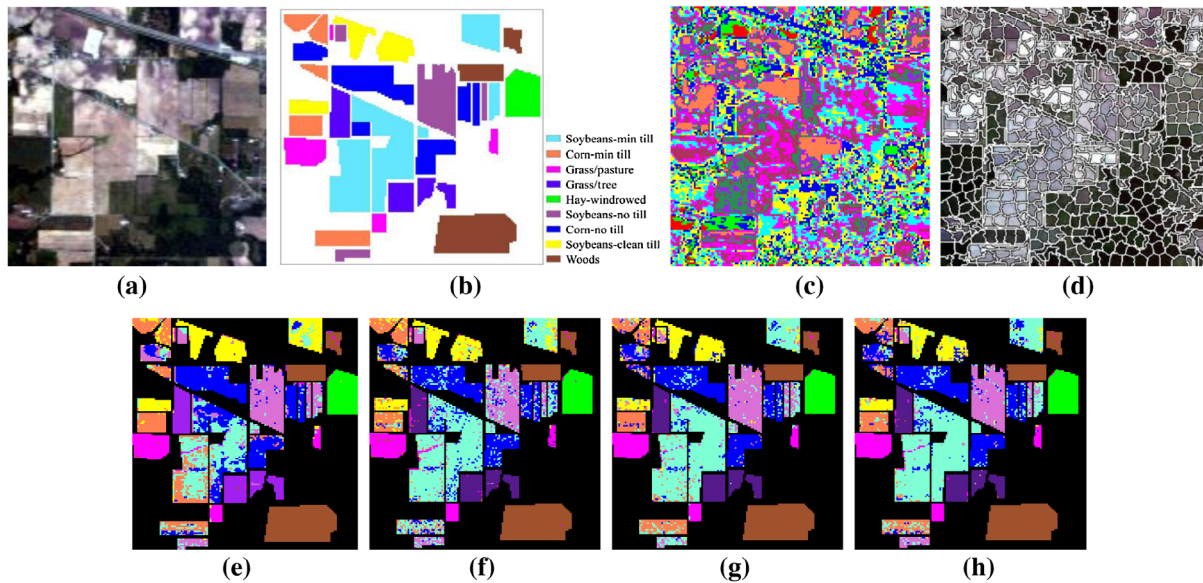 Soybeans-min till
Corn-min till
Grass/pasture
Grass/tree
Hay-windrowed
Soybeans-no till
Corn-no till
Soybeans-clean till
Woods
(a)
(b)
(c)
(d)
(e)
(f)
(g)
(h)